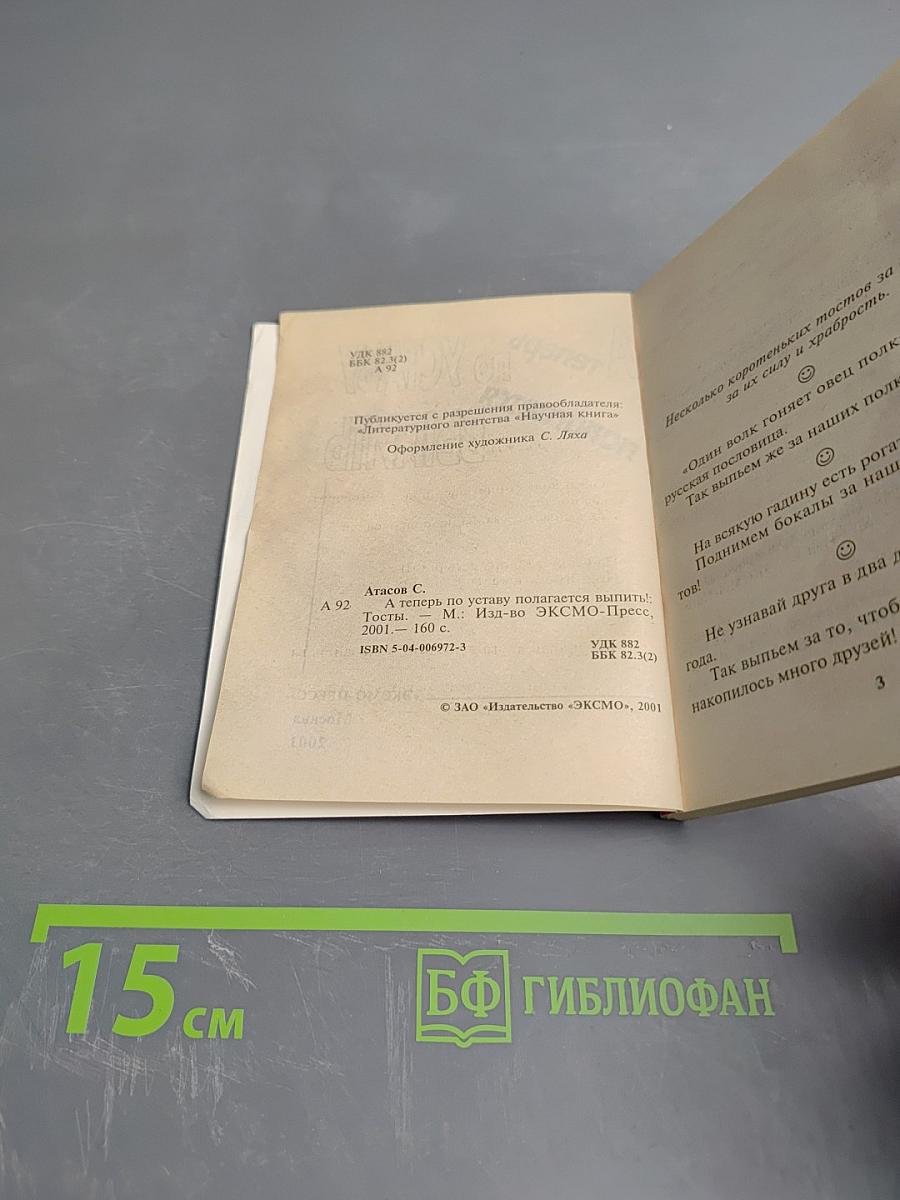 УДК 882
ББК 82.3(2)
А 92
Публикуется с разрешения правообладателя:
«Литературного агентства «Научная книга»
Оформление художника С. Ляха
Атасов С.
А 92 А теперь по уставу полагается выпить!:
Тосты. — М.: Изд-во ЭКСМО-Пресс,
2001.— 160 с.
ISBN 5-04-006972-3
УДК 882
ББК 82.3(2)
© ЗАО «Издательство «ЭКСМО», 2001
Несколько коротеньких тостов за
за их силу и храбрость.
«Один волк гоняет овец полк
русская пословица.
Так выпьем же за наших полк
На всякую гадину есть рогат
Поднимем бокалы за наш
тов!
Не узнавай друга в два д
года.
Так выпьем за то, чтоб
накопилось много друзей!
3
15 см
БФ ГИБЛИОФАН